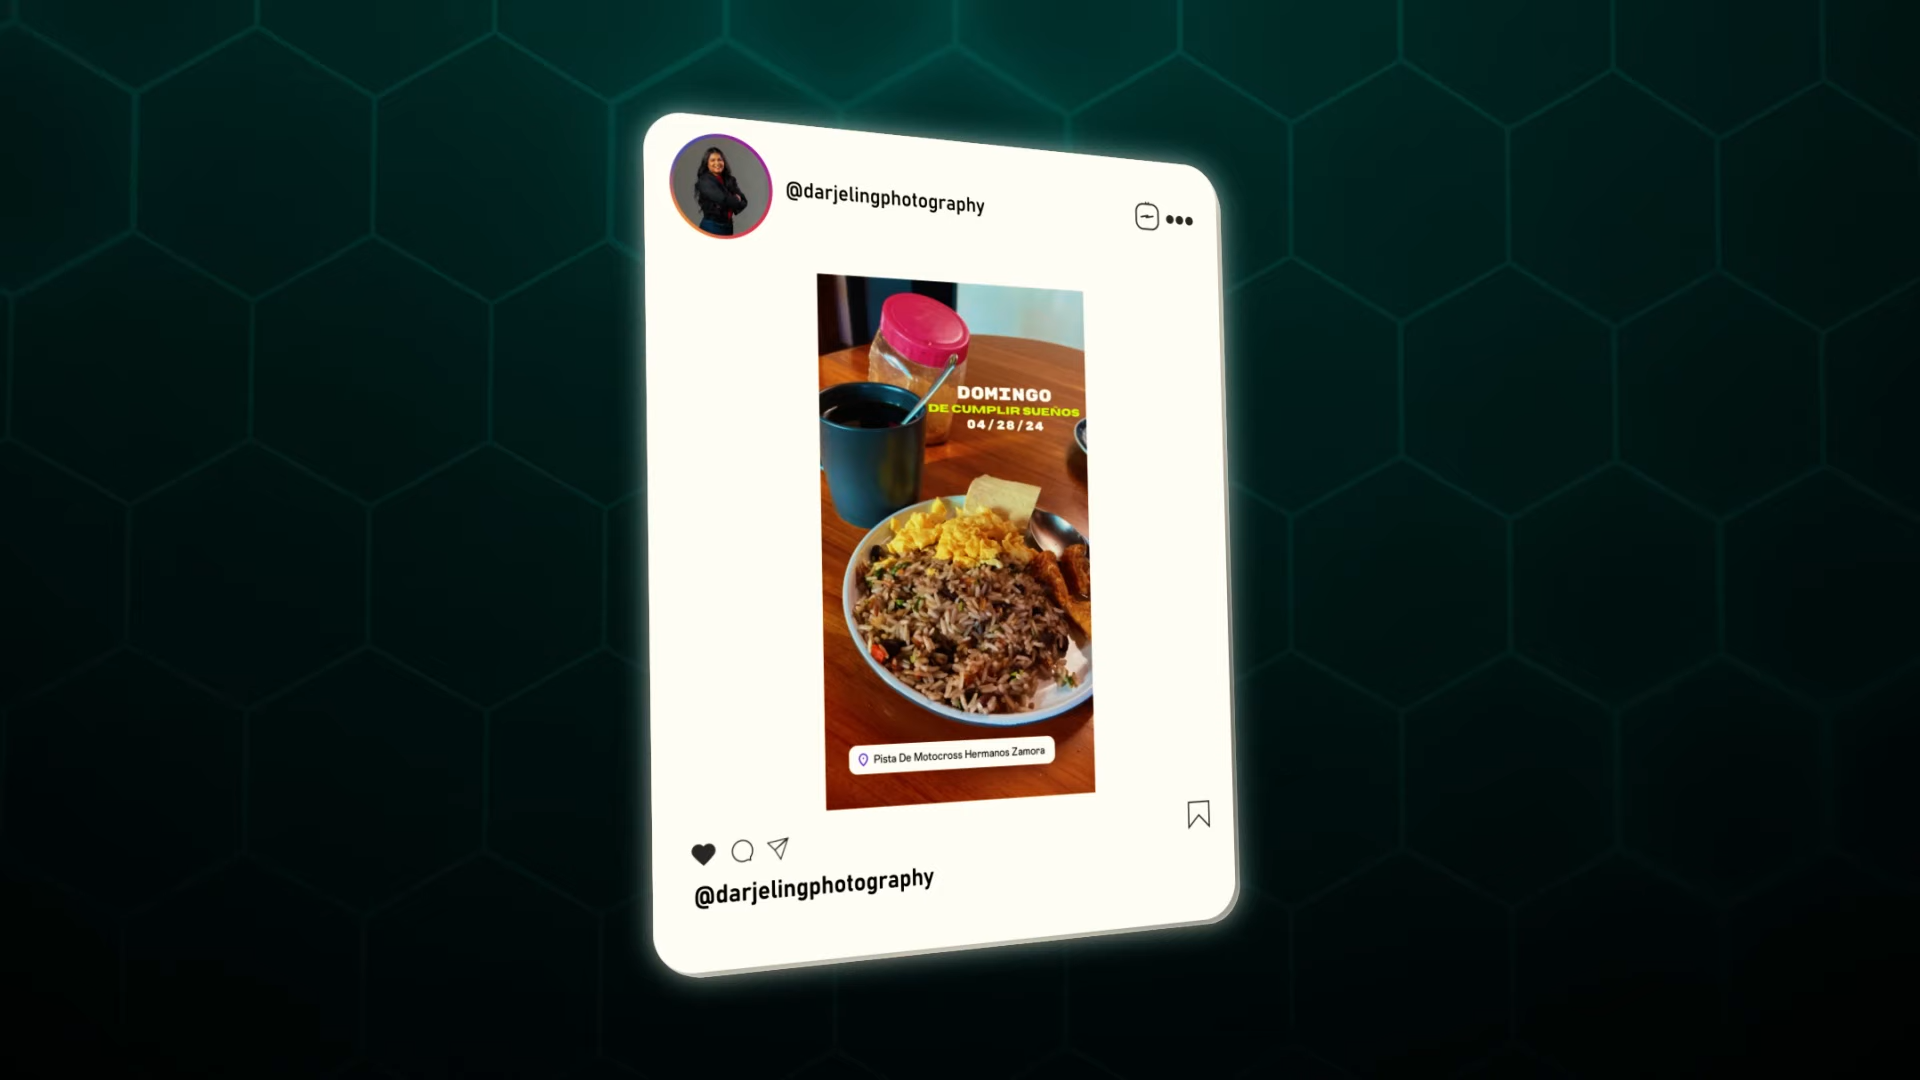 @darjelingphotography
DOMINGO
DE CUMPLIR SUEÑOS
04/28/24
Pista De Motocross Hermanos Zamora
@darjelingphotography